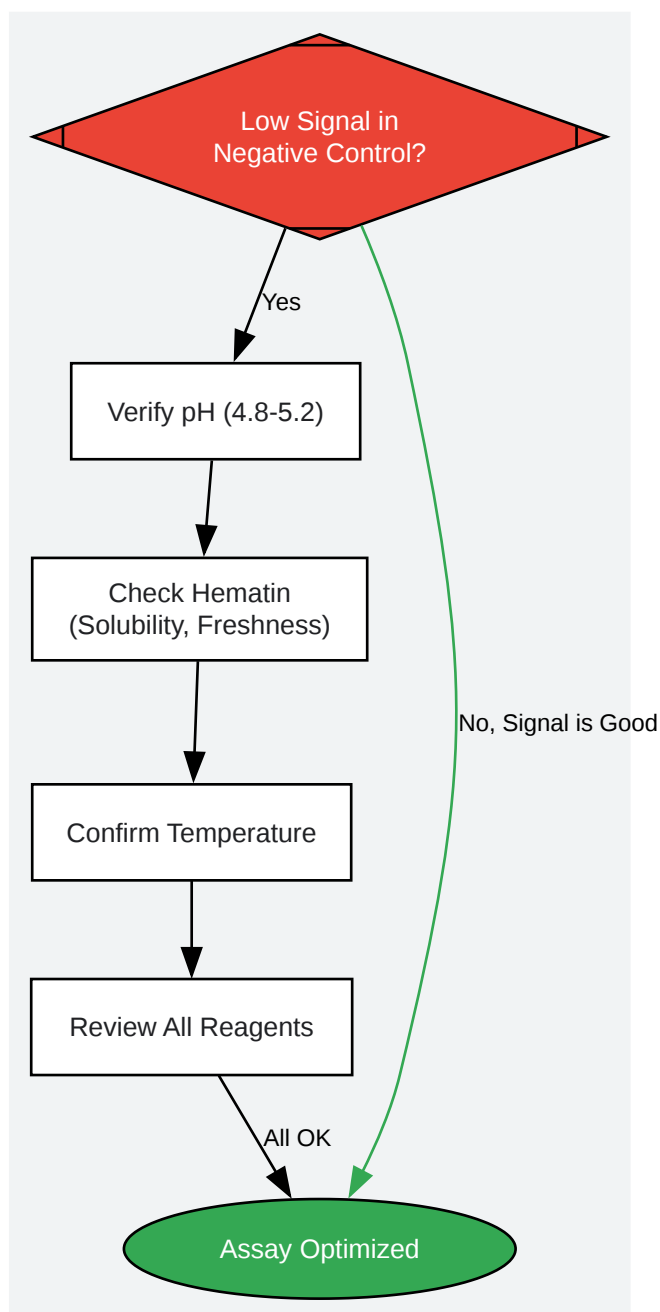 Low Signal in
Negative Control?
Yes
Verify pH (4.8-5.2)
Check Hematin
(Solubility, Freshness)
No, Signal is Good
Confirm Temperature
Review All Reagents
All OK
Assay Optimized